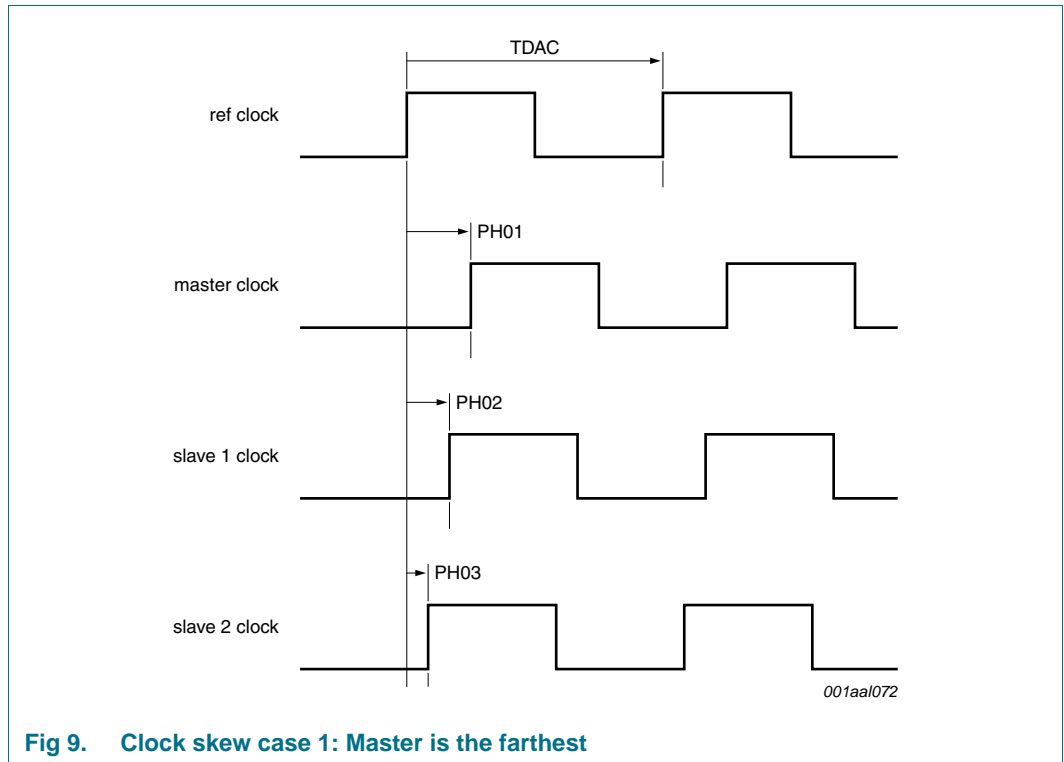 TDAC
ref clock
PH01
master clock
PH02
slave 1 clock
PH03
slave 2 clock
001aal072
Fig 9. Clock skew case 1: Master is the farthest